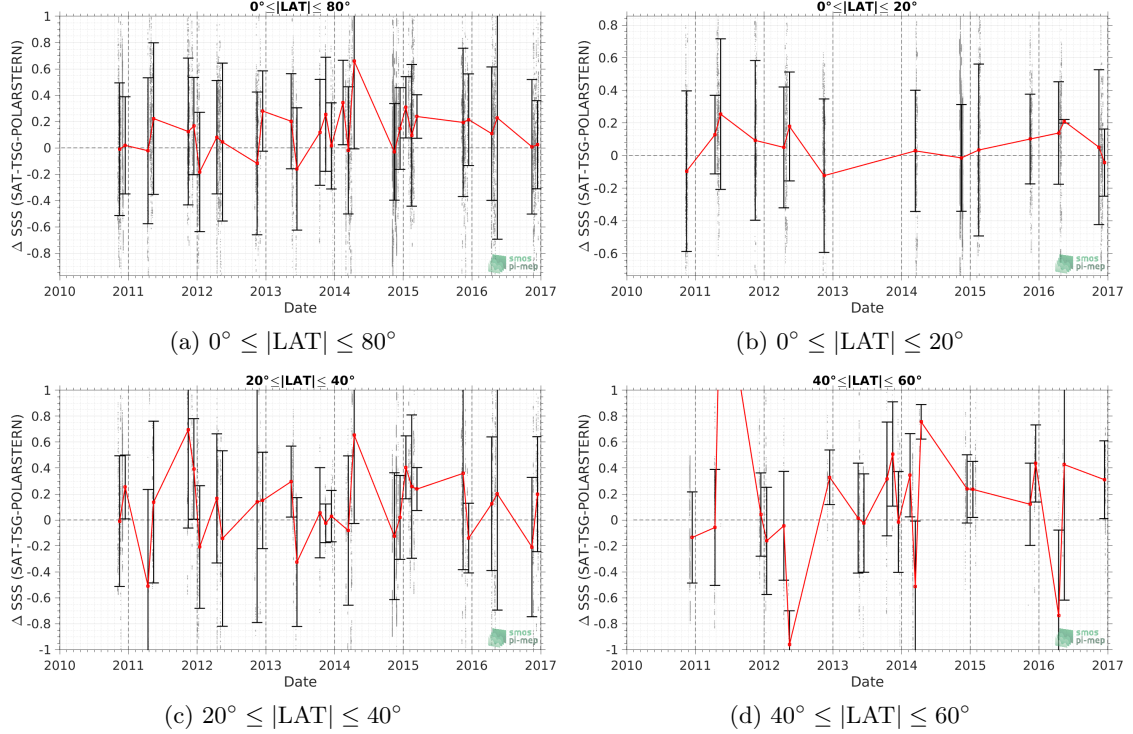 0°≤|LAT|≤ 80°
Δ SSS (SAT-TSG-POLARSTERN)
1
0.8
0.6
0.4
0.2
0
-0.2
-0.4
-0.6
-0.8
2010 2011 2012 2013 2014 2015 2016 2017
Date
smos
pi-mep
(a) 0° ≤ |LAT| ≤ 80°
0°≤|LAT|≤ 20°
Δ SSS (SAT-TSG-POLARSTERN)
0.8
0.6
0.4
0.2
0
-0.2
-0.4
-0.6
2010 2011 2012 2013 2014 2015 2016 2017
Date
smos
pi-mep
(b) 0° ≤ |LAT| ≤ 20°
20°≤|LAT|≤ 40°
Δ SSS (SAT-TSG-POLARSTERN)
1
0.8
0.6
0.4
0.2
0
-0.2
-0.4
-0.6
-0.8
-1
2010 2011 2012 2013 2014 2015 2016 2017
Date
smos
pi-mep
(c) 20° ≤ |LAT| ≤ 40°
40°≤|LAT|≤ 60°
Δ SSS (SAT-TSG-POLARSTERN)
1
0.8
0.6
0.4
0.2
0
-0.2
-0.4
-0.6
-0.8
-1
2010 2011 2012 2013 2014 2015 2016 2017
Date
smos
pi-mep
(d) 40° ≤ |LAT| ≤ 60°